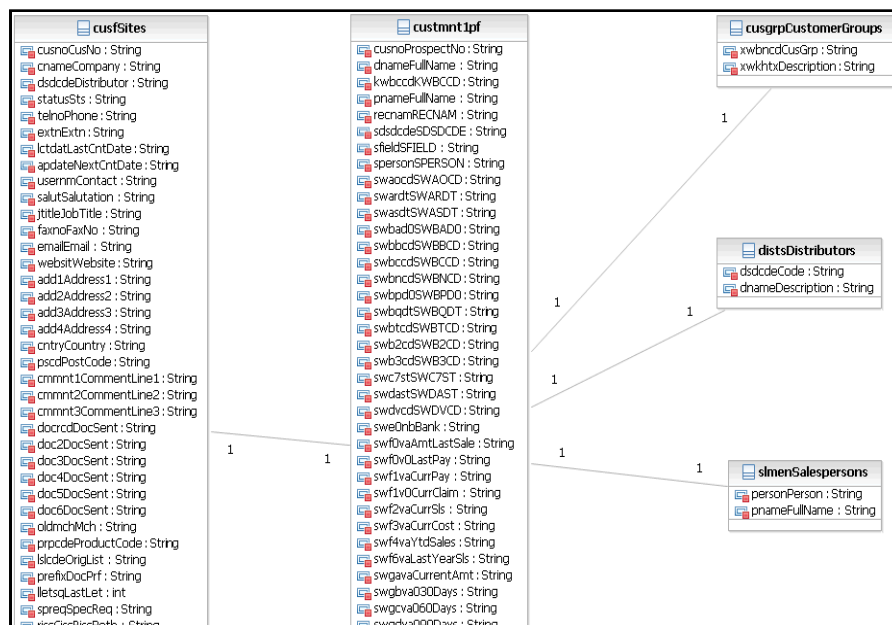 cusfSites
cusnoCusNo : String
cnameCompany : String
dsdcdeDistributor : String
statusSts : String
telnoPhone : String
extnExtn : String
lctdatLastCntDate : String
apdateNextCntDate : String
usernmContact : String
salutSalutation : String
jtitleJobTitle : String
faxnoFaxNo : String
emailEmail : String
websitWebsite : String
add1Address1 : String
add2Address2 : String
add3Address3 : String
add4Address4 : String
cntryCountry : String
pscdPostCode : String
cmmnt1CommentLine1 : String
cmmnt2CommentLine2 : String
cmmnt3CommentLine3 : String
docrcdDocSent : String
doc2DocSent : String
doc3DocSent : String
doc4DocSent : String
doc5DocSent : String
doc6DocSent : String
oldmchMch : String
prpcdeProductCode : String
lslcdeOrigList : String
prefixDocPrf : String
lletsqLastLet : int
spreqSpecReq : String
custmnt1pf
cusnoProspectNo : String
dnameFullName : String
kwbccdKWBCCD : String
pnameFullName : String
recnamRECNAM : String
sdsdcdeSDSDCDE : String
sfieldSFIELD : String
spersonSPERSON : String
swaocdSWAOCD : String
swardtSWARDT : String
swasdtSWASDT : String
swbad0SWBAD0 : String
swbbcdSWBBCD : String
swbccdSWBCCD : String
swbncdSWBNCD : String
swbpd0SWBPD0 : String
swbqdtSWBQDT : String
swbtcdSWBTCD : String
swb2cdSWB2CD : String
swb3cdSWB3CD : String
swc7stSWC7ST : String
swdastSWDAST : String
swdvcdSWDVCD : String
swe0nbBank : String
swf0vaAmtLastSale : String
swf0v0LastPay : String
swf1vaCurrPay : String
swf1v0CurrClaim : String
swf2vaCurSls : String
swf3vaCurrCost : String
swf4vaYtdSales : String
swf6vaLastYearSls : String
swgavaCurrentAmt : String
swgbva030Days : String
swgcva060Days : String
swgdva090Days : String
cusgrpCustomerGroups
xwbncdCusGrp : String
xwkhtxDescription : String
distsDistributors
dsdcdeCode : String
dnameDescription : String
slmenSalespersons
personPerson : String
pnameFullName : String
1
1
1
1
1
1
1
1